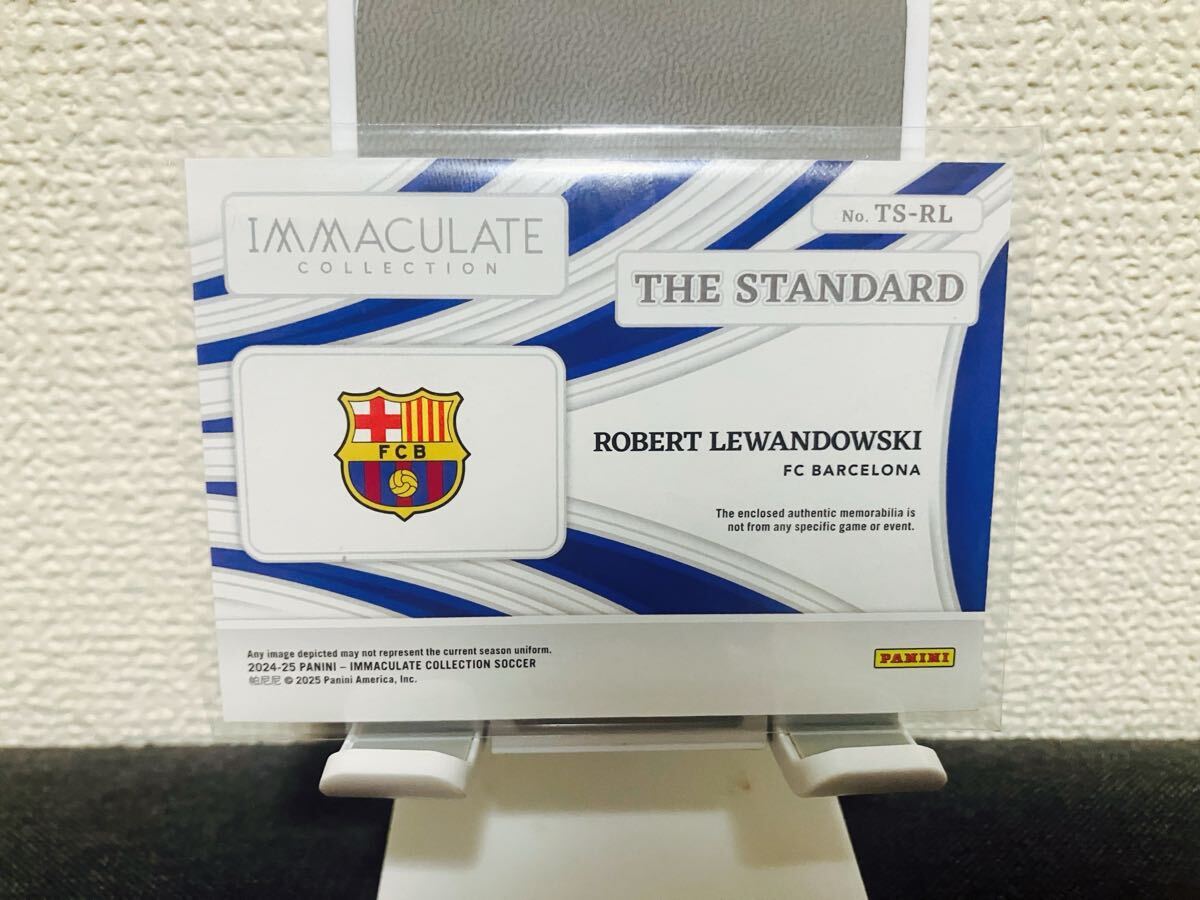 IMMACULATE
COLLECTION
No. TS-RL
THE STANDARD
FCB
ROBERT LEWANDOWSKI
FC BARCELONA
The enclosed authentic memorabilia is
not from any specific game or event.
Any image depicted may not represent the current season uniform.
2024-25 PANINI – IMMACULATE COLLECTION SOCCER
帕尼尼 © 2025 Panini America, Inc.
PANINI